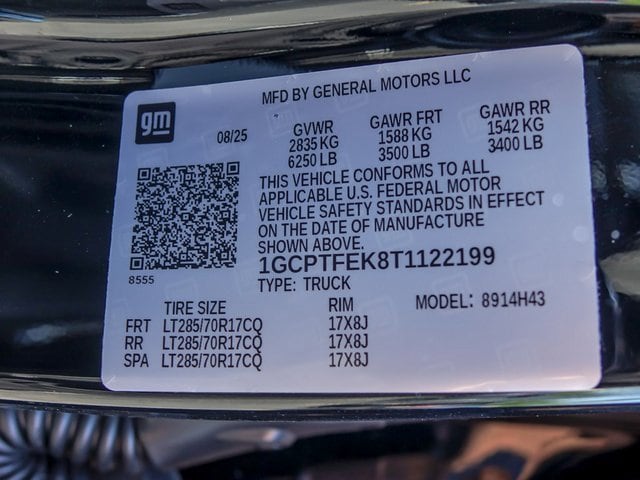 MFD BY GENERAL MOTORS LLC
gm
08/25
GVWR GAWR FRT GAWR RR
2835 KG 1588 KG 1542 KG
6250 LB 3500 LB 3400 LB
THIS VEHICLE CONFORMS TO ALL
APPLICABLE U.S. FEDERAL MOTOR
VEHICLE SAFETY STANDARDS IN EFFECT
ON THE DATE OF MANUFACTURE
SHOWN ABOVE.
1GCPTFEK8T1122199
8555
TYPE: TRUCK
TIRE SIZE RIM MODEL: 8914H43
FRT LT285/70R17CQ 17X8J
RR LT285/70R17CQ 17X8J
SPA LT285/70R17CQ 17X8J